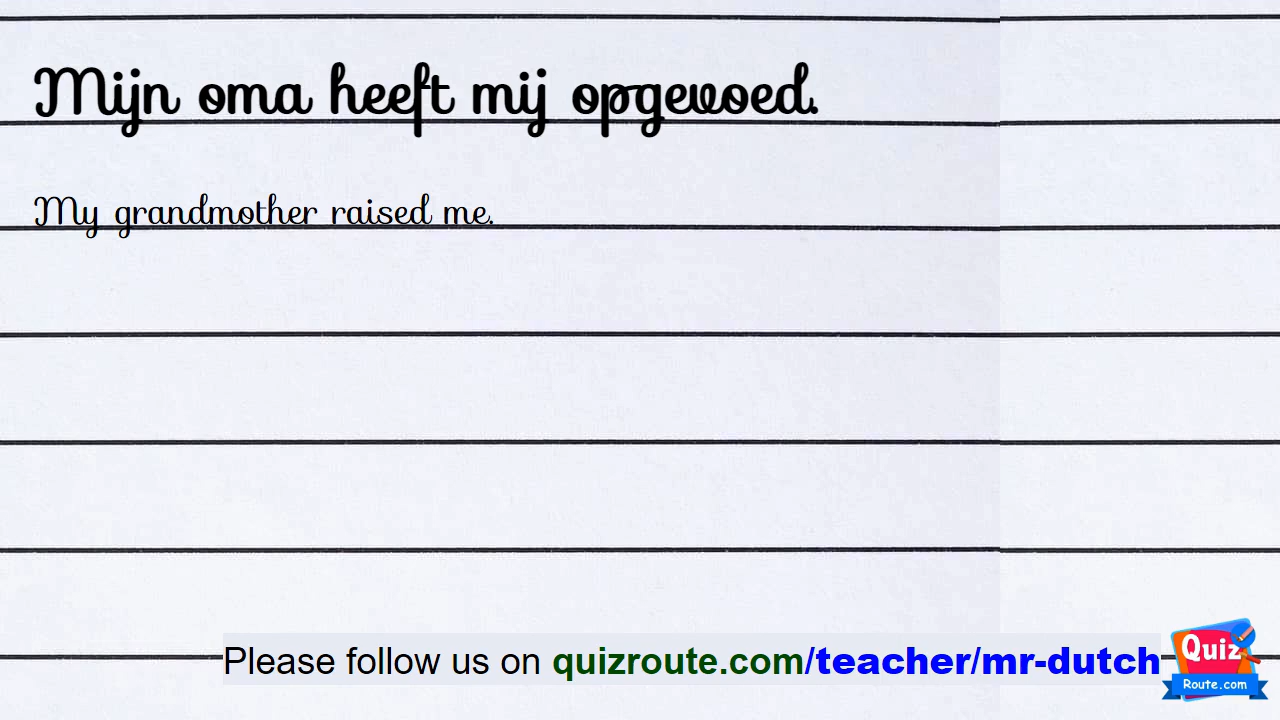 Mijn oma heeft mij opgevoed.
My grandmother raised me.
Please follow us on quizroute.com/teacher/mr-dutch
Quiz
Route.com